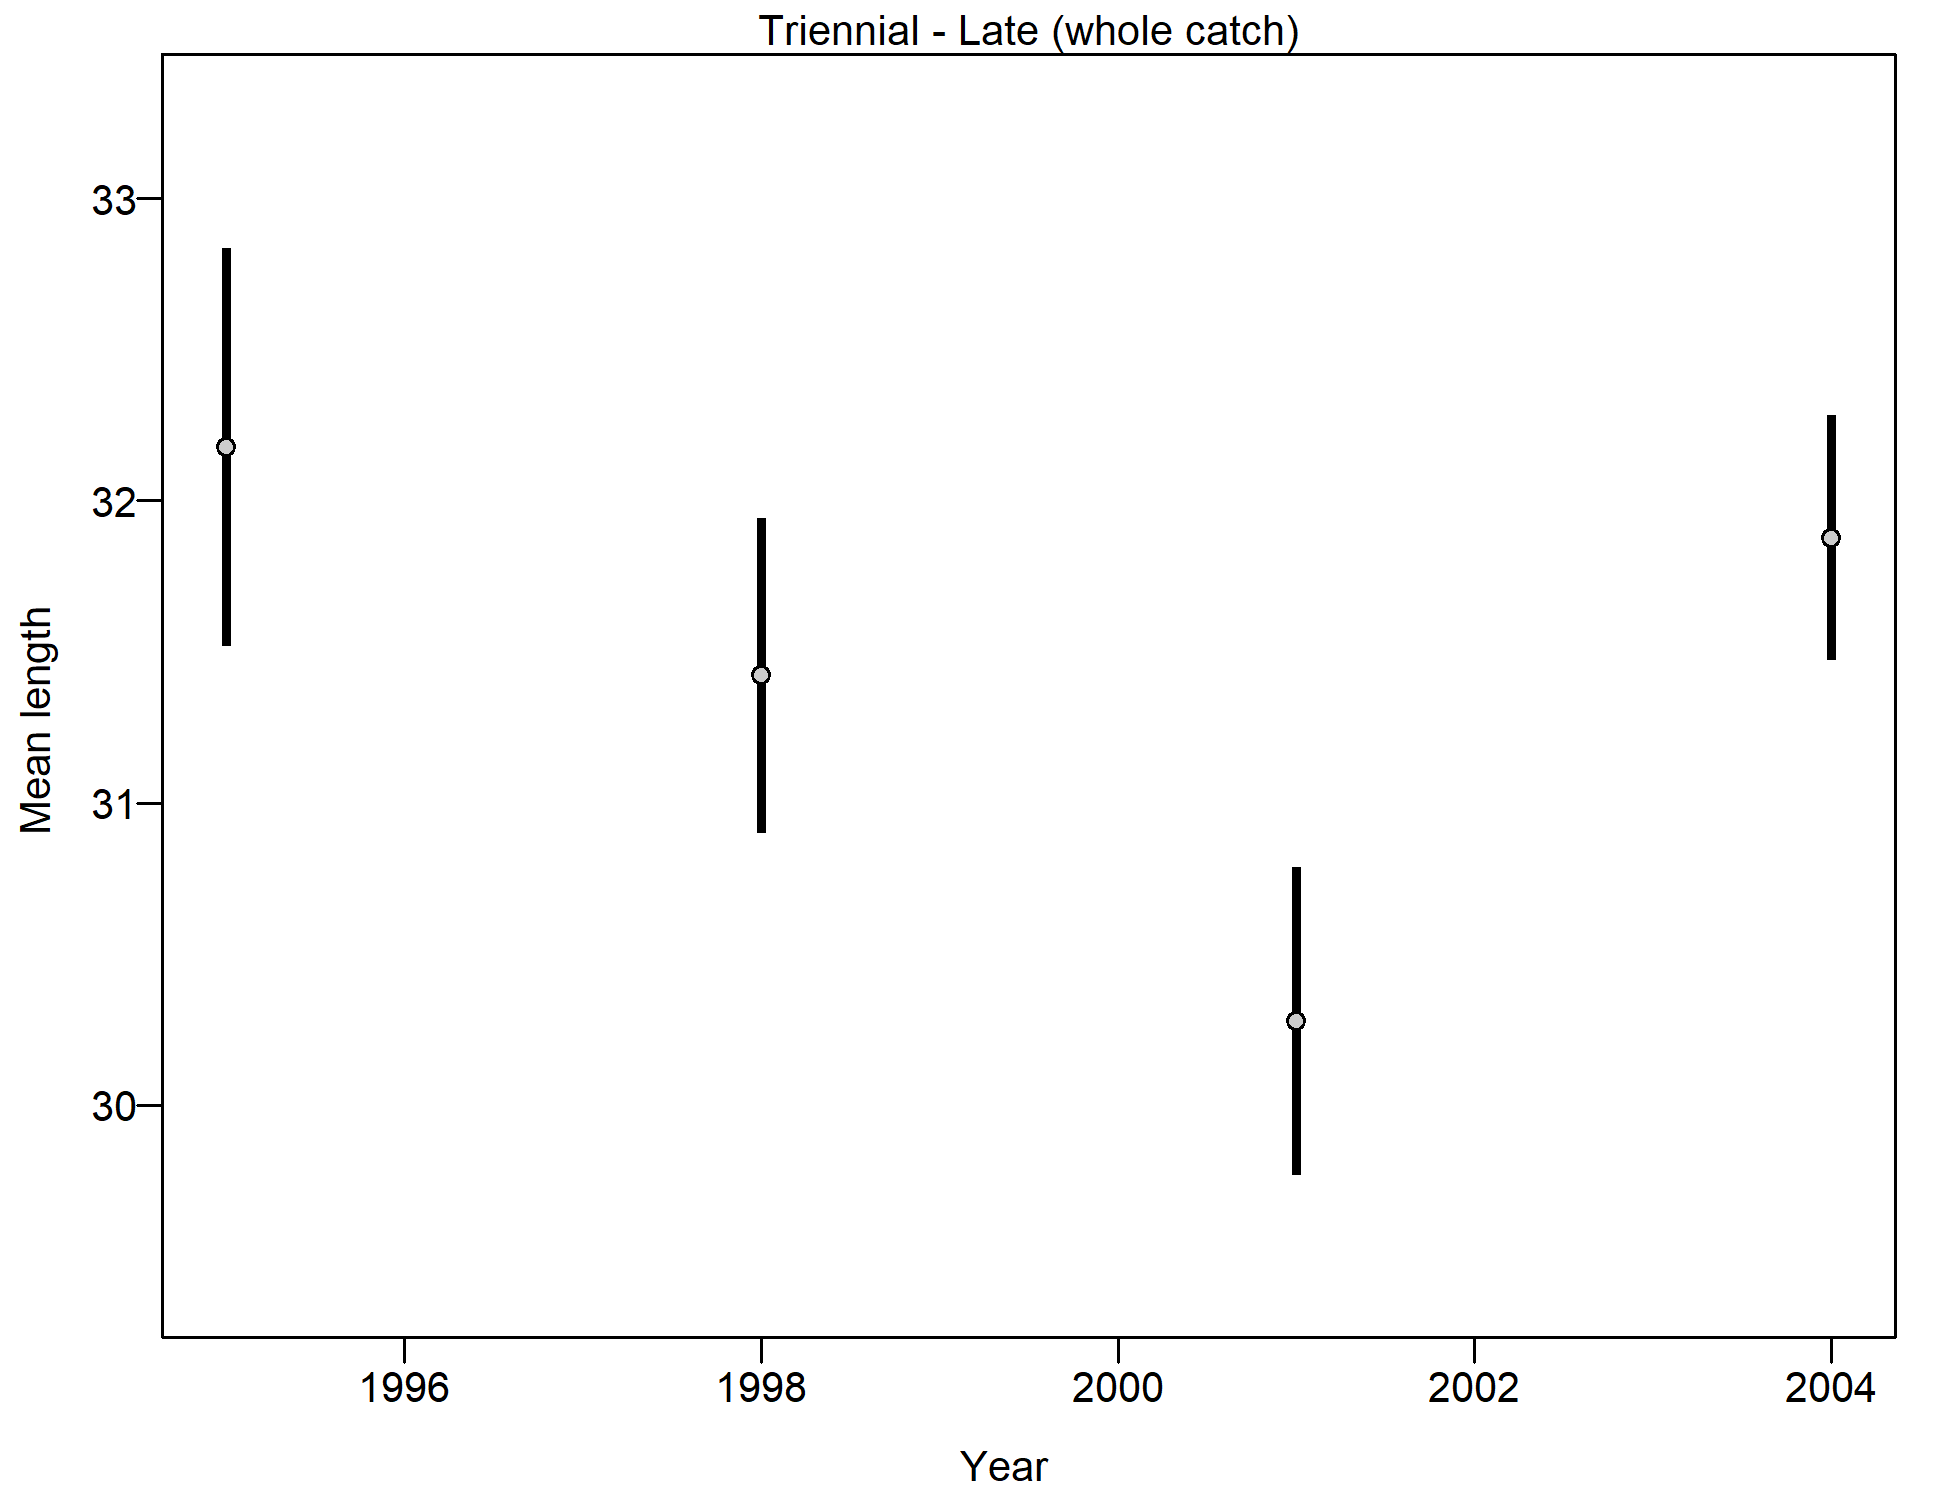 Triennial - Late (whole catch)
33
32
31
30
Mean length
1996 1998 2000 2002 2004
Year